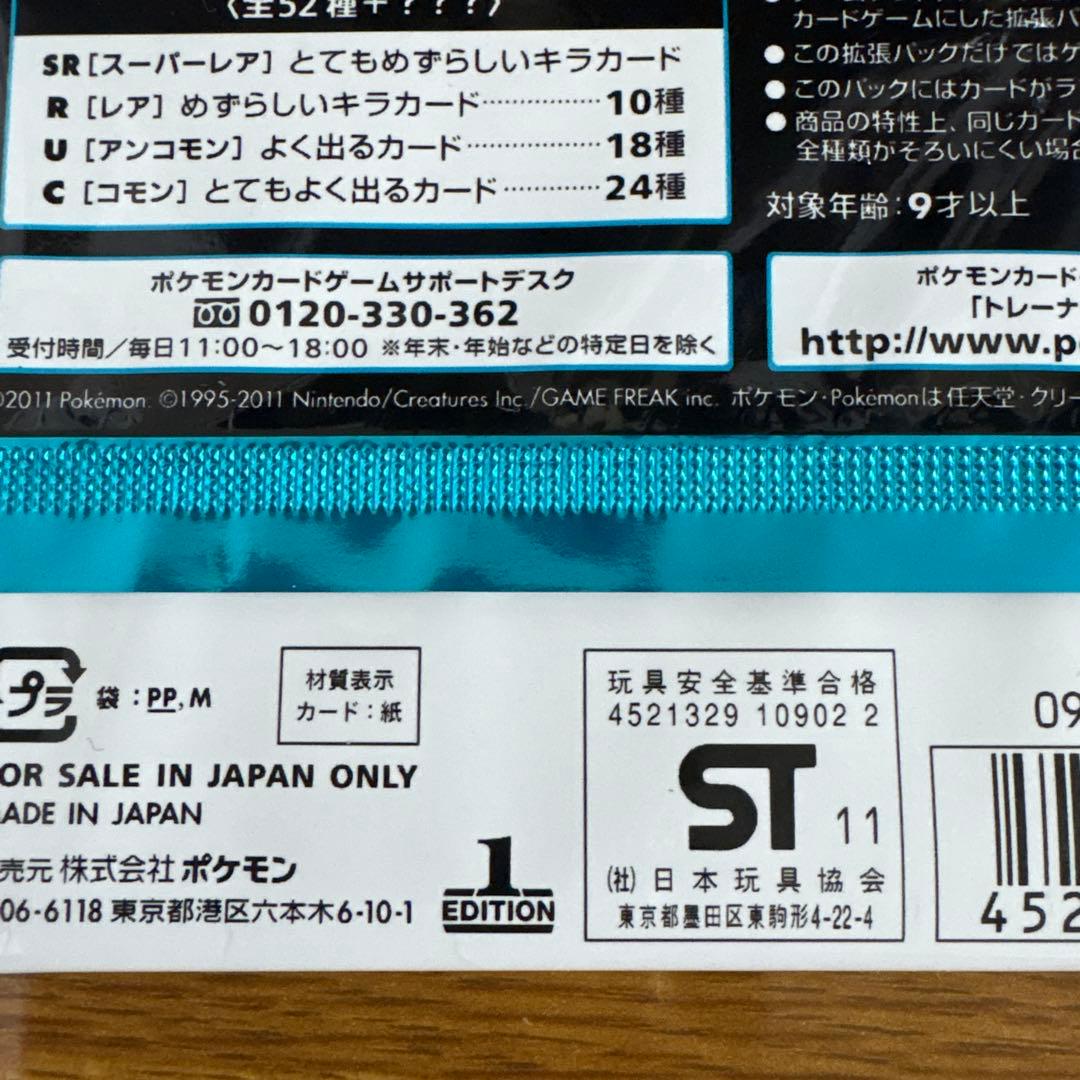 〈全52種＋？？？〉
SR [スーパーレア] とてもめずらしいキラカード
R [レア] めずらしいキラカード……………10種
U [アンコモン] よく出るカード………………18種
C [コモン] とてもよく出るカード……………24種
カードゲームにした拡張パ
● この拡張パックだけではゲ
● このパックにはカードがラ
● 商品の特性上、同じカード
全種類がそろいにくい場合
対象年齢：9才以上
ポケモンカードゲームサポートデスク
0120-330-362
受付時間／毎日11:00〜18:00 ※年末・年始などの特定日を除く
ポケモンカード
「トレーナ
http://www.p
©2011 Pokémon. ©1995-2011 Nintendo/Creatures Inc./GAME FREAK inc. ポケモン・Pokémonは任天堂・クリー
プラ 袋：PP, M
材質表示
カード：紙
OR SALE IN JAPAN ONLY
ADE IN JAPAN
売元 株式会社 ポケモン
06-6118 東京都港区六本木6-10-1
1
EDITION
玩具安全基準合格
4521329 10902 2
ST 11
(社) 日本玩具協会
東京都墨田区東駒形4-22-4
09
452